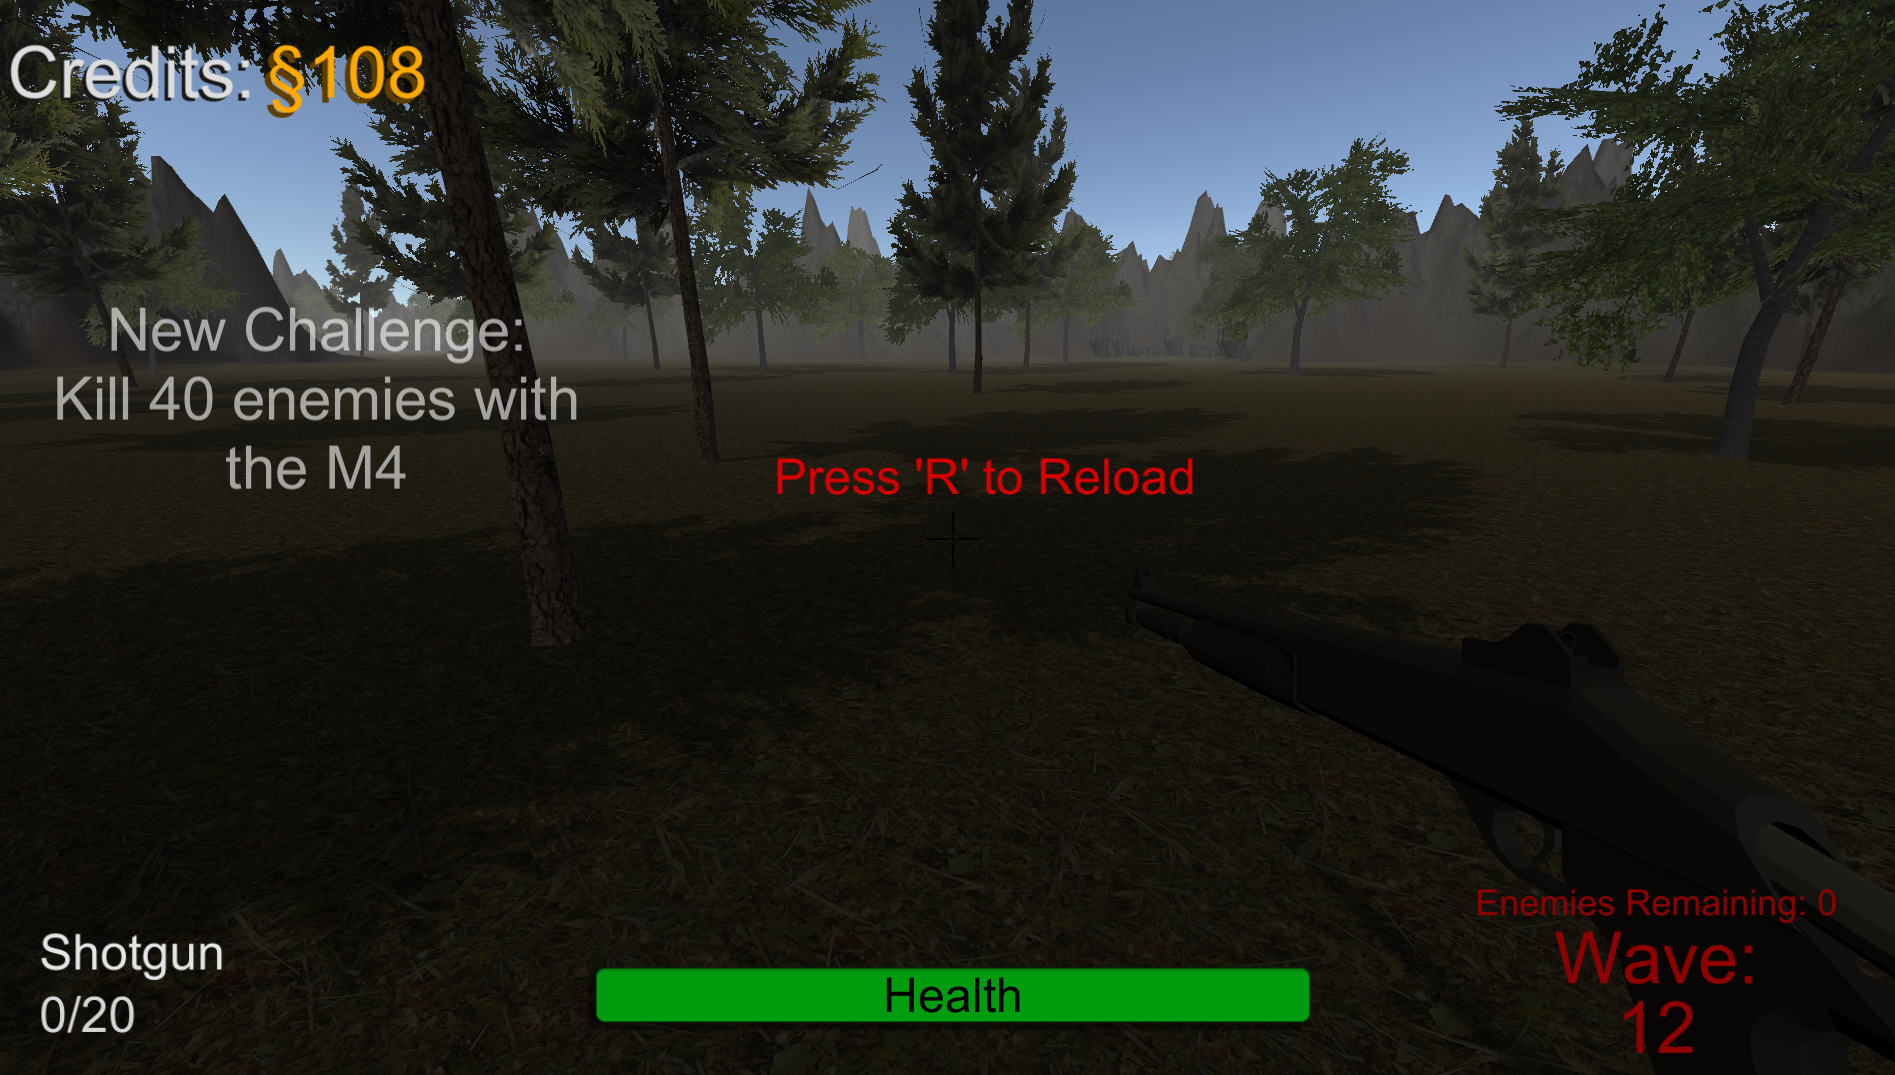 Credits: §108
New Challenge:
Kill 40 enemies with
the M4
Press 'R' to Reload
Shotgun
0/20
Health
Enemies Remaining: 0
Wave:
12